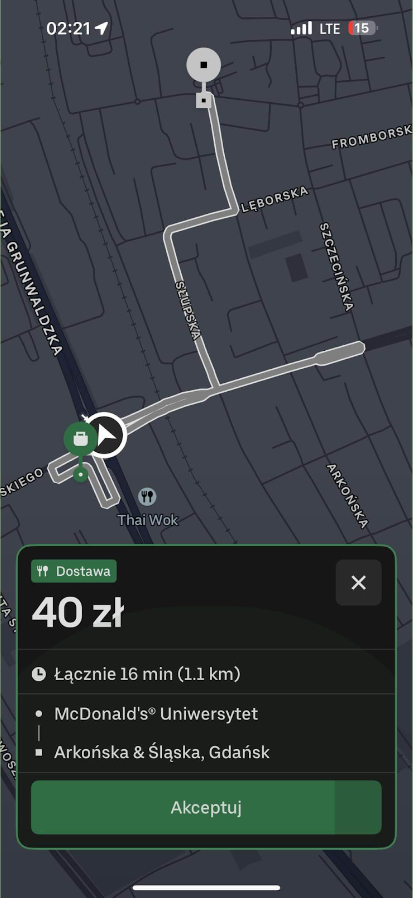 02:21
LTE
15
FROMBORSK
LĘBORSKA
SZCZECIŃSKA
EJA GRUNWALDZKA
SŁUPSKA
SKIEGO
ARKOŃSKA
Thai Wok
Dostawa
40 zł
Łącznie 16 min (1.1 km)
McDonald's® Uniwersytet
Arkońska & Śląska, Gdańsk
Akceptuj